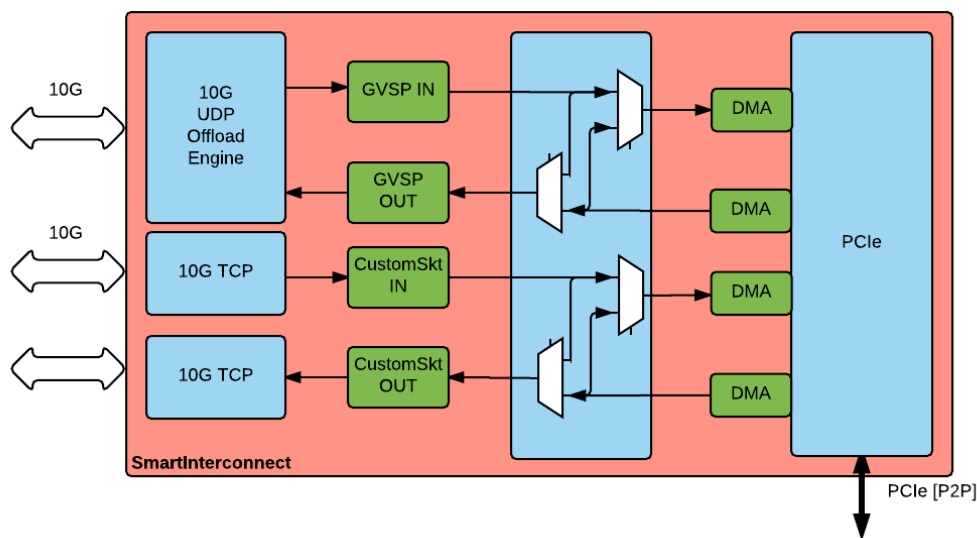 10G
10G
10G
UDP
Offload
Engine
GVSP IN
GVSP
OUT
10G TCP
CustomSkt
IN
10G TCP
CustomSkt
OUT
DMA
DMA
DMA
DMA
PCIe
SmartInterconnect
PCIe [P2P]